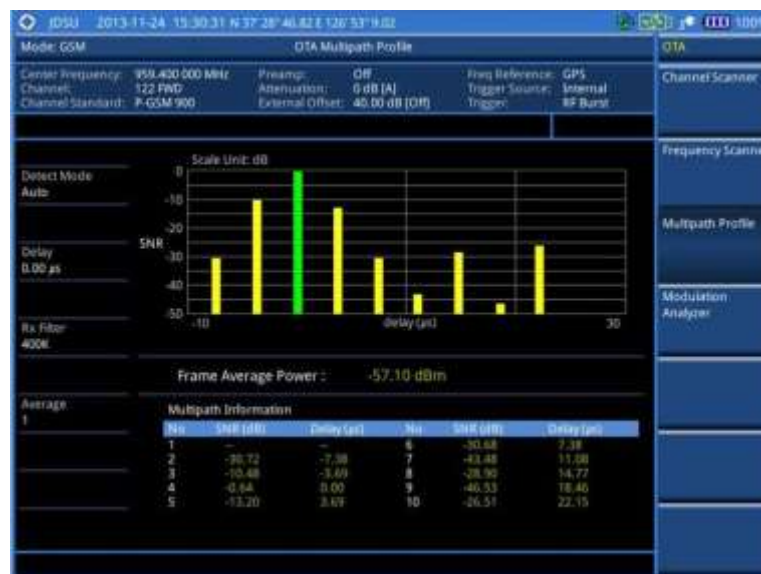 JDSU 2013-11-24 15:30:31 N 37° 28' 46.82 E 126° 53' 9.02 100%
Mode: GSM OTA Multipath Profile OTA
Center Frequency: 959.400 000 MHz Preamp: Off Freq Reference: GPS
Channel: 122 FWD Attenuation: 0 dB [A] Trigger Source: Internal
Channel Standard: P-GSM 900 External Offset: 40.00 dB [Off] Trigger: RF Burst
Channel Scanner
Frequency Scanne
Multipath Profile
Modulation
Analyzer
Detect Mode
Auto
Delay
0.00 µs
Rx Filter
400K
Average
1
Scale Unit: dB
0
-10
-20
SNR
-30
-40
-50
-10 delay (µs) 30
Frame Average Power : -57.10 dBm
Multipath Information
No SNR (dB) Delay (µs) No SNR (dB) Delay (µs)
1 -- -- 6 -30.68 7.38
2 -30.72 -7.38 7 -43.48 11.08
3 -10.48 -3.69 8 -28.90 14.77
4 -0.64 0.00 9 -46.53 18.46
5 -13.20 3.69 10 -26.51 22.15